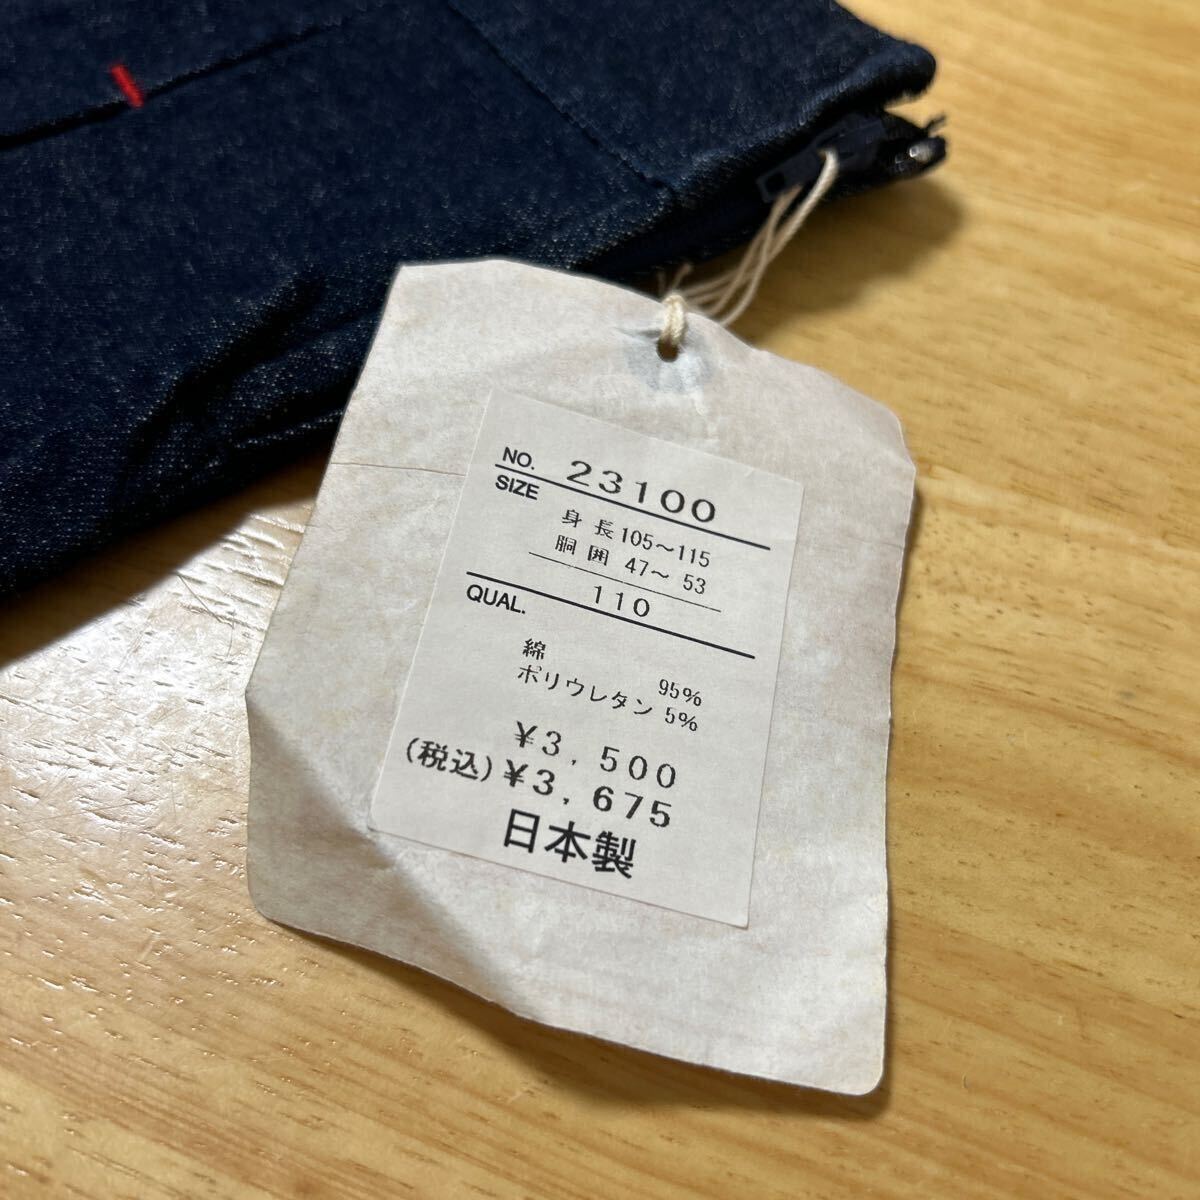 NO. 23100
SIZE
身長105～115
胴囲 47～ 53
110
QUAL.
綿 95%
ポリウレタン 5%
¥3,500
(税込)¥3,675
日本製